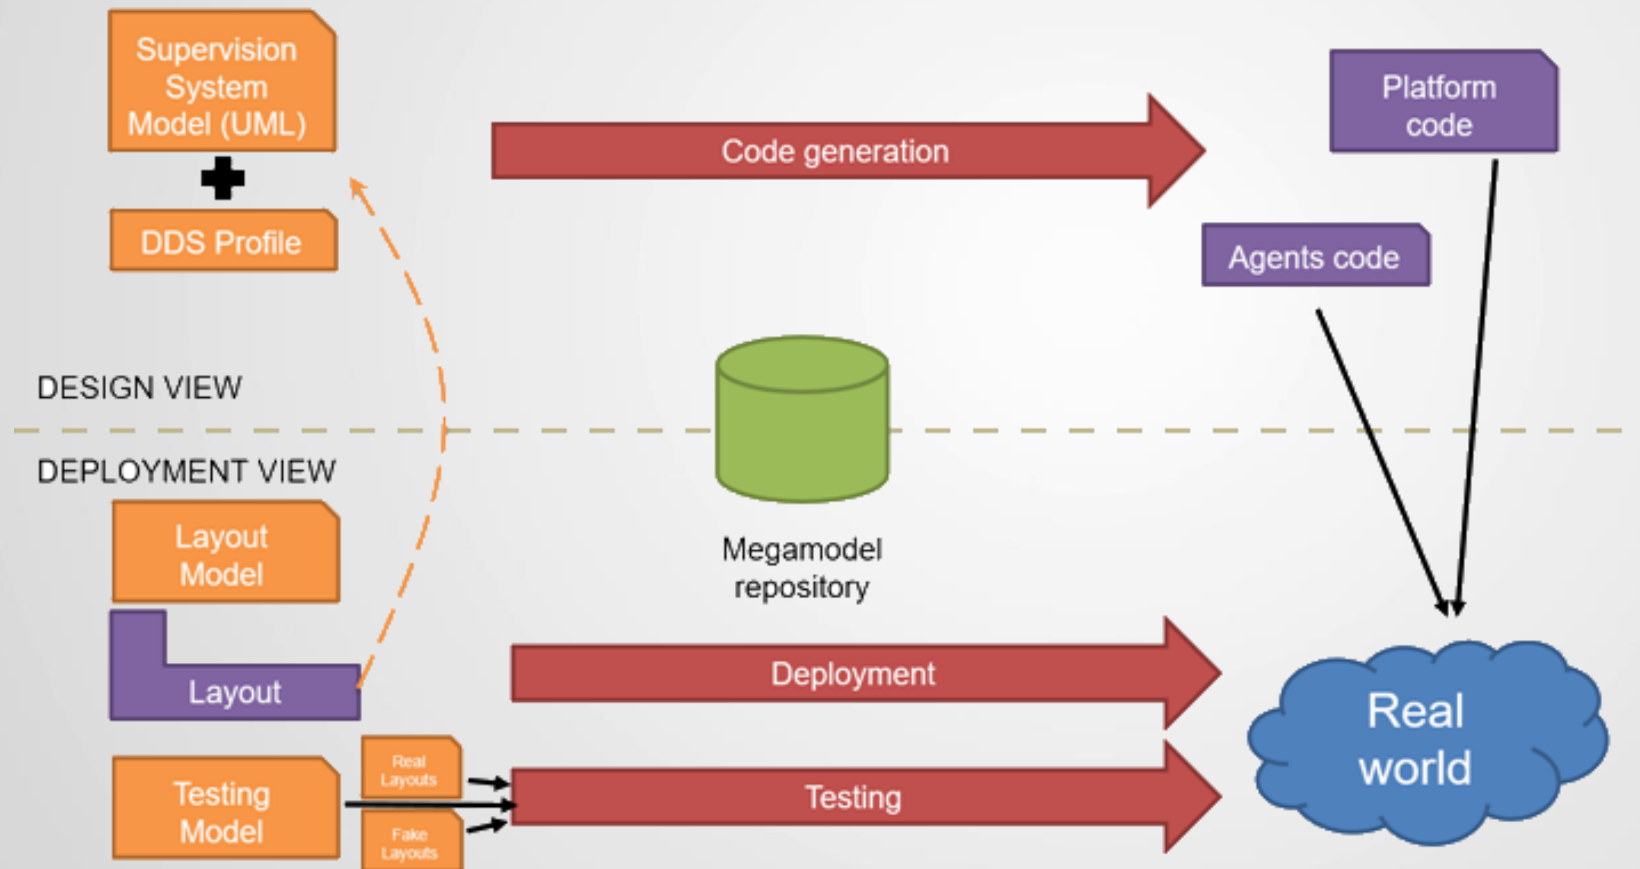 Supervision
System
Model (UML)
DDS Profile
Code generation
Platform
code
Agents code
DESIGN VIEW
DEPLOYMENT VIEW
Megamodel
repository
Layout
Model
Layout
Deployment
Real
world
Testing
Model
Real
Layouts
Fake
Layouts
Testing